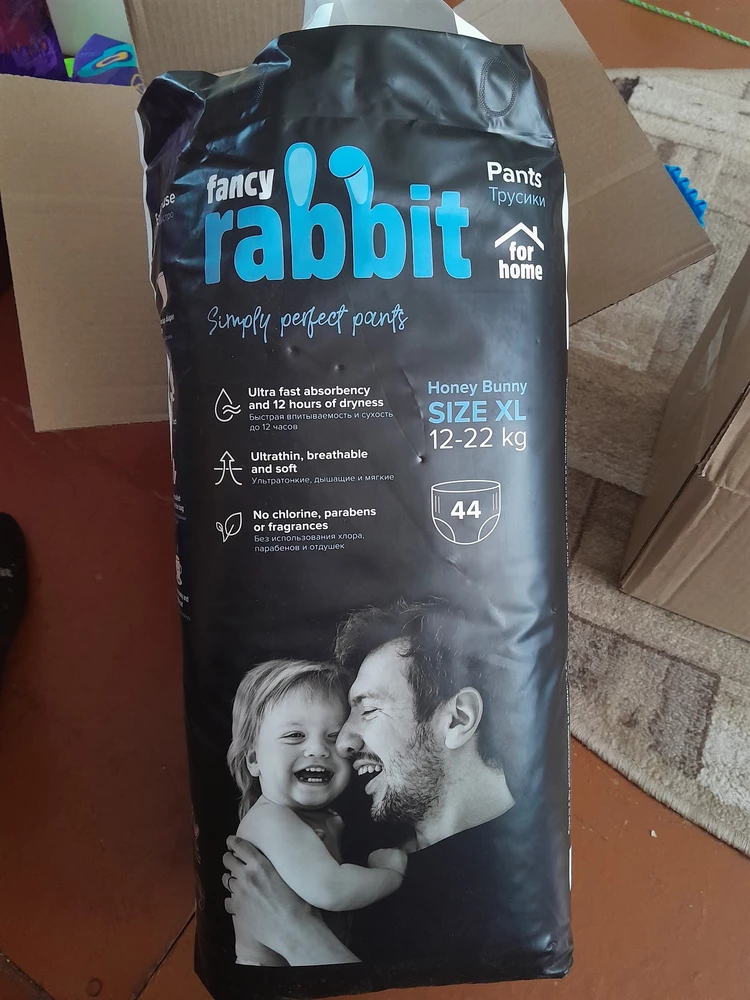 fancy
rabbit
Simply perfect pants
Pants
Трусики
for
home
Ultra fast absorbency
and 12 hours of dryness
Быстрая впитываемость и сухость
до 12 часов
Ultrathin, breathable
and soft
Ультратонкие, дышащие и мягкие
No chlorine, parabens
or fragrances
Без использования хлора,
парабенов и отдушек
Honey Bunny
SIZE XL
12-22 kg
44